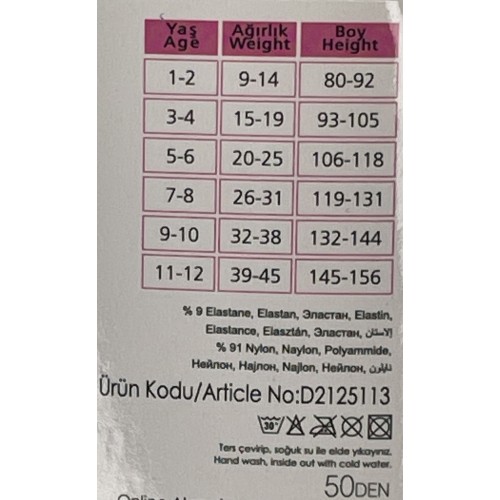 Yaş Ağırlık Boy
Age Weight Height
1-2 9-14 80-92
3-4 15-19 93-105
5-6 20-25 106-118
7-8 26-31 119-131
9-10 32-38 132-144
11-12 39-45 145-156
% 9 Elastane, Elastan, Эластан, Elastin,
Elastance, Elasztán, Эластан, الاستان
% 91 Nylon, Naylon, Polyammide,
Нейлон, Најлон, Najlon, Нейлон, نايلون
Ürün Kodu/Article No:D2125113
30°
Ters çevirip, soğuk su ile elde yıkayınız.
Hand wash, inside out with cold water.
50DEN
Online